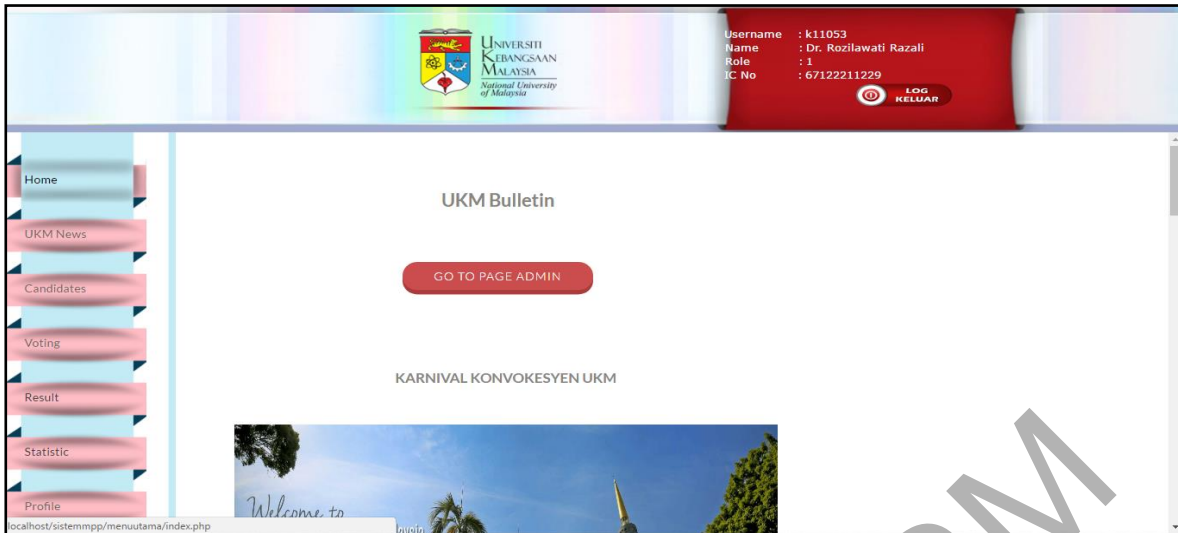 UNIVERSITI
KEBANGSAAN
MALAYSIA
National University
of Malaysia
Username : k11053
Name : Dr. Rozilawati Razali
Role : 1
IC No : 67122211229
LOG
KELUAR
Home
UKM News
Candidates
Voting
Result
Statistic
Profile
UKM Bulletin
GO TO PAGE ADMIN
KARNIVAL KONVOKESYEN UKM
Welcome to
localhost/sistemmpp/menuutama/index.php